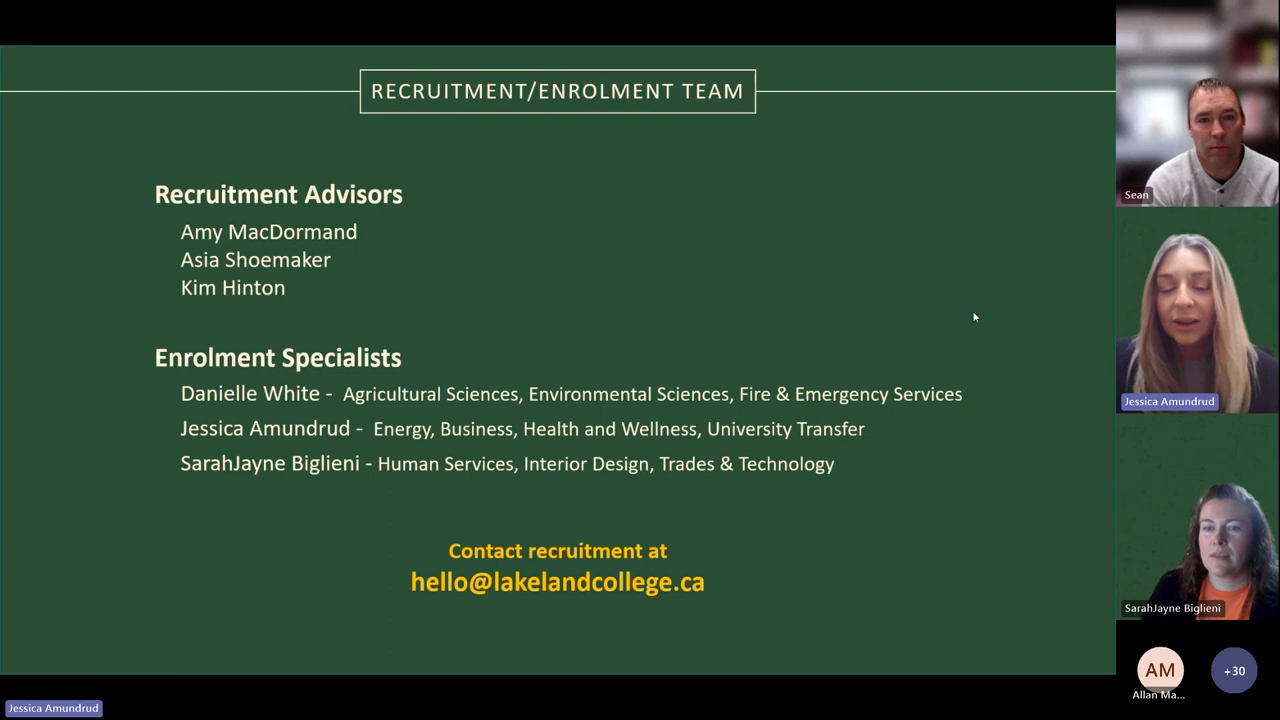 RECRUITMENT/ENROLMENT TEAM
Recruitment Advisors
Amy MacDormand
Asia Shoemaker
Kim Hinton
Enrolment Specialists
Danielle White - Agricultural Sciences, Environmental Sciences, Fire & Emergency Services
Jessica Amundrud - Energy, Business, Health and Wellness, University Transfer
SarahJayne Biglieni - Human Services, Interior Design, Trades & Technology
Contact recruitment at
hello@lakelandcollege.ca
Sean
Jessica Amundrud
SarahJayne Biglieni
AM
Allan Ma...
+30
Jessica Amundrud